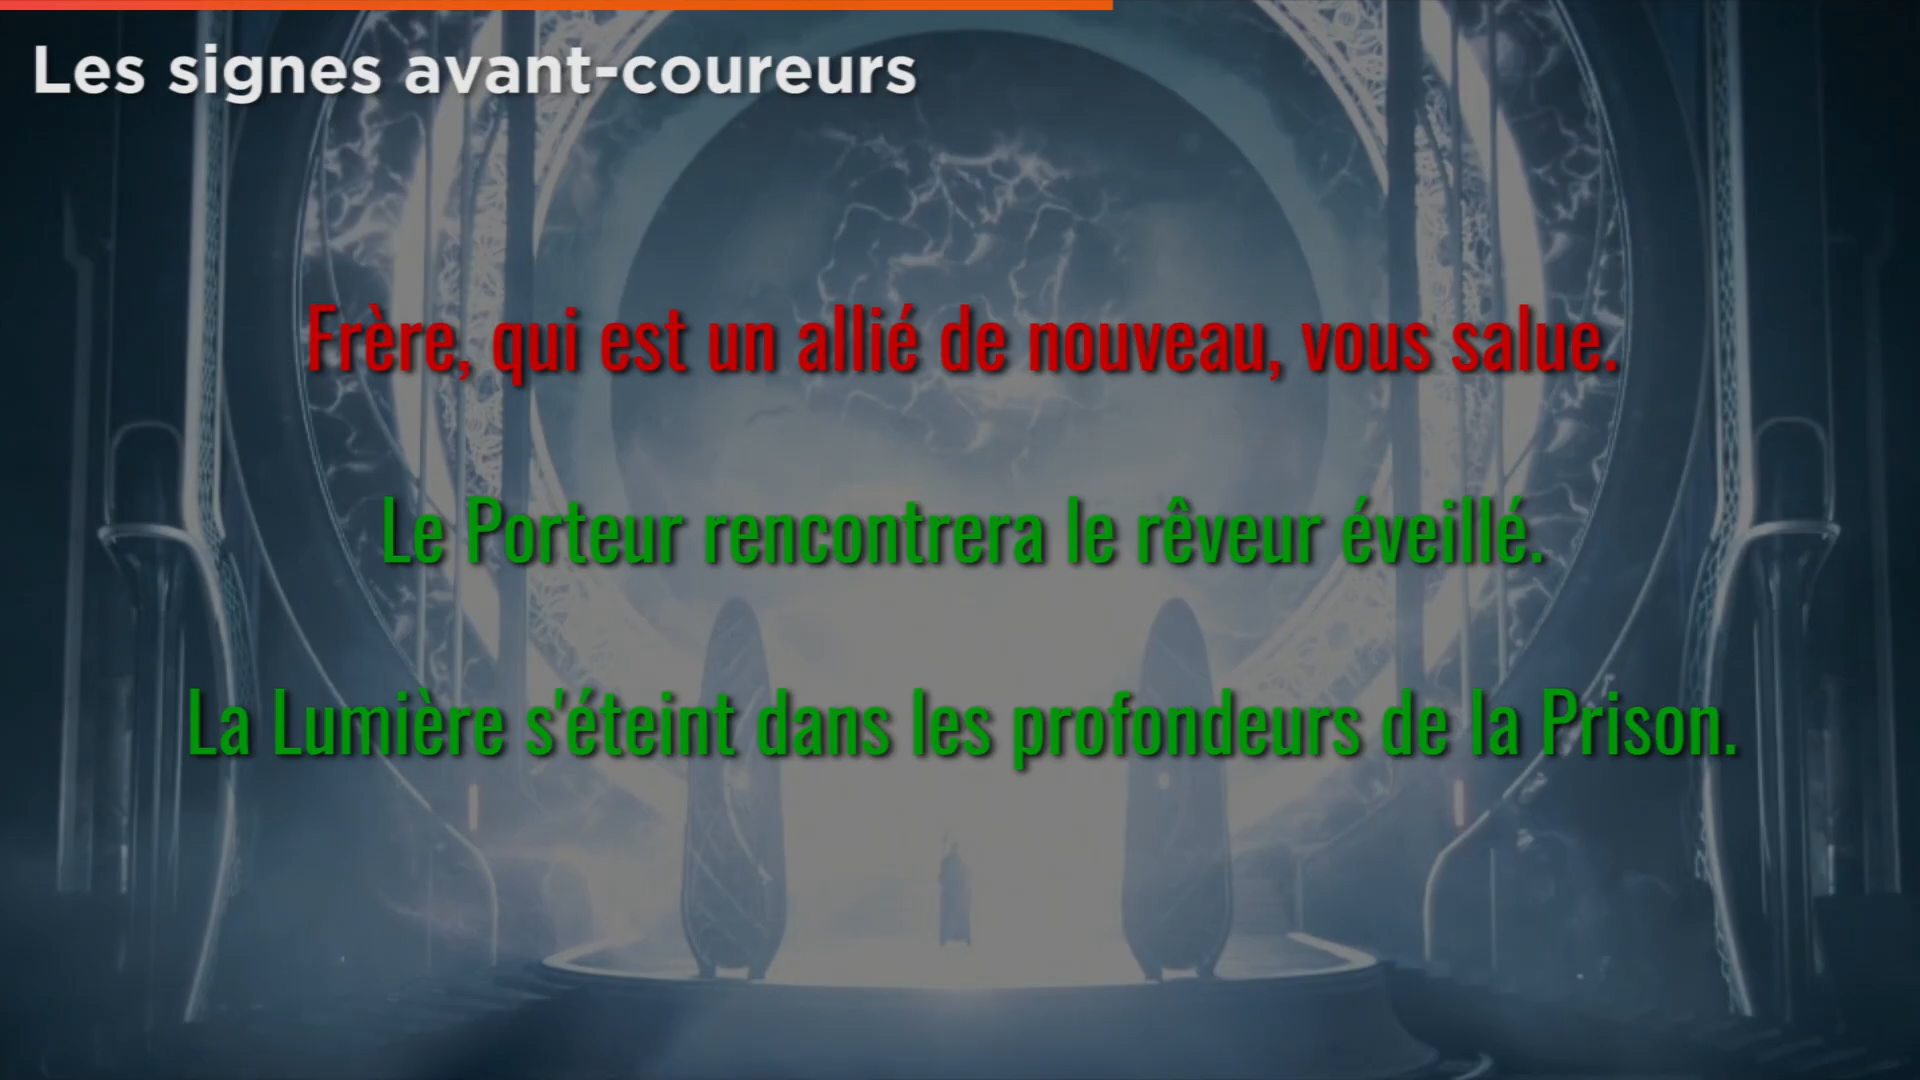 Les signes avant-coureurs
Frère, qui est un allié de nouveau, vous salue.
Le Porteur rencontrera le rêveur éveillé.
La Lumière s'éteint dans les profondeurs de la Prison.